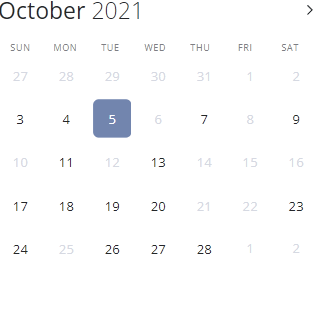 October 2021
SUN MON TUE WED THU FRI SAT
27 28 29 30 31 1 2
3 4 5 6 7 8 9
10 11 12 13 14 15 16
17 18 19 20 21 22 23
24 25 26 27 28 1 2